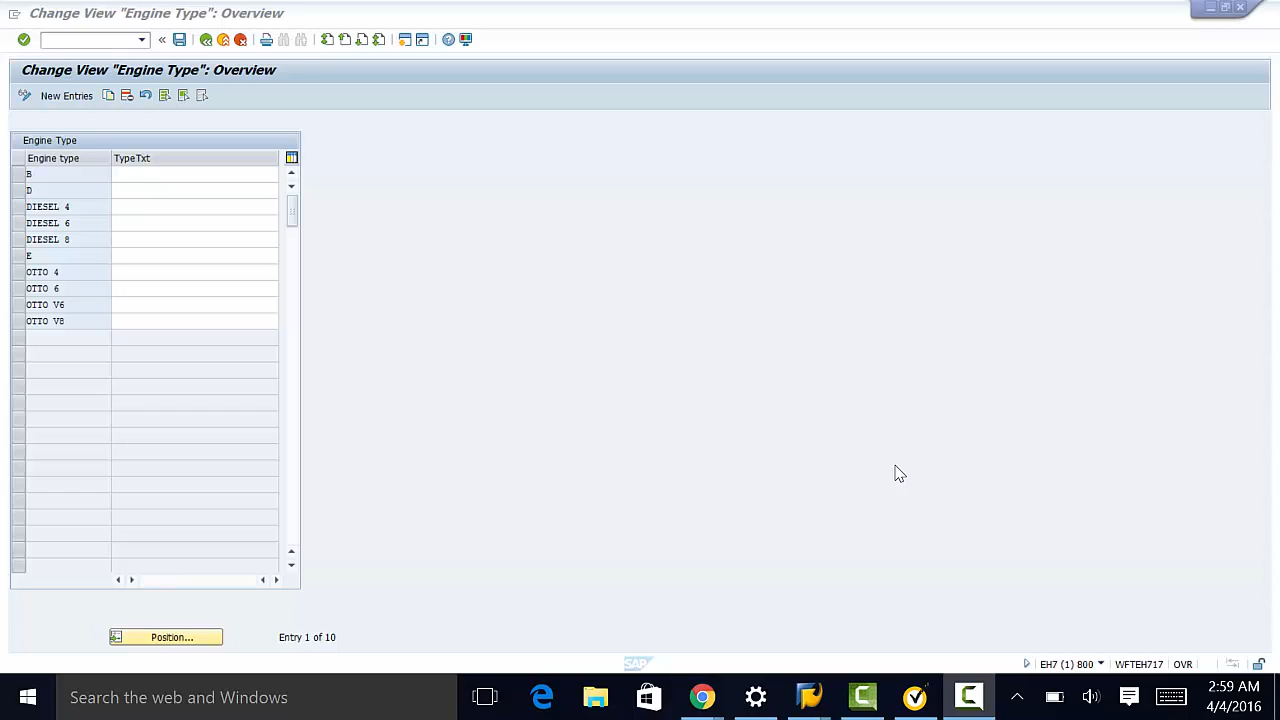 Change View "Engine Type": Overview
Change View "Engine Type": Overview
New Entries
Engine Type
Engine type TypeTxt
B
D
DIESEL 4
DIESEL 6
DIESEL 8
E
OTTO 4
OTTO 6
OTTO V6
OTTO V8
Position... Entry 1 of 10
SAP
EH7 (1) 800 WFTEH717 OVR
Search the web and Windows
2:59 AM
4/4/2016